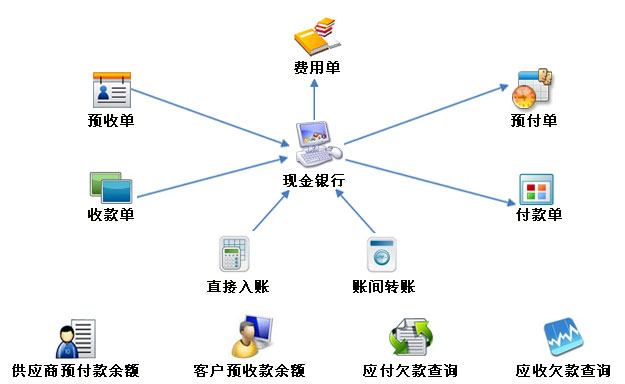 费用单
预收单
预付单
现金银行
收款单
付款单
直接入账
账间转账
供应商预付款余额
客户预收款余额
应付欠款查询
应收欠款查询